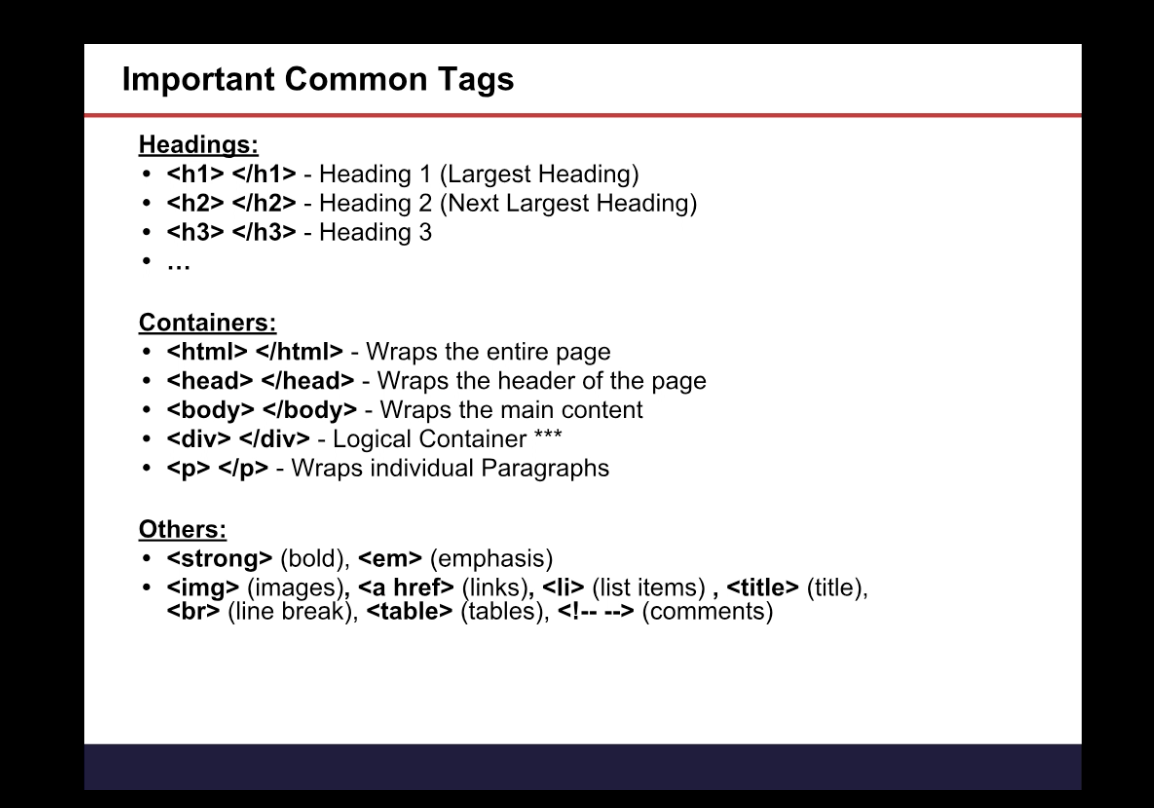 Important Common Tags
Headings:
• <h1> </h1> - Heading 1 (Largest Heading)
• <h2> </h2> - Heading 2 (Next Largest Heading)
• <h3> </h3> - Heading 3
• …
Containers:
• <html> </html> - Wraps the entire page
• <head> </head> - Wraps the header of the page
• <body> </body> - Wraps the main content
• <div> </div> - Logical Container ***
• <p> </p> - Wraps individual Paragraphs
Others:
• <strong> (bold), <em> (emphasis)
• <img> (images), <a href> (links), <li> (list items) , <title> (title),
<br> (line break), <table> (tables), <!-- --> (comments)